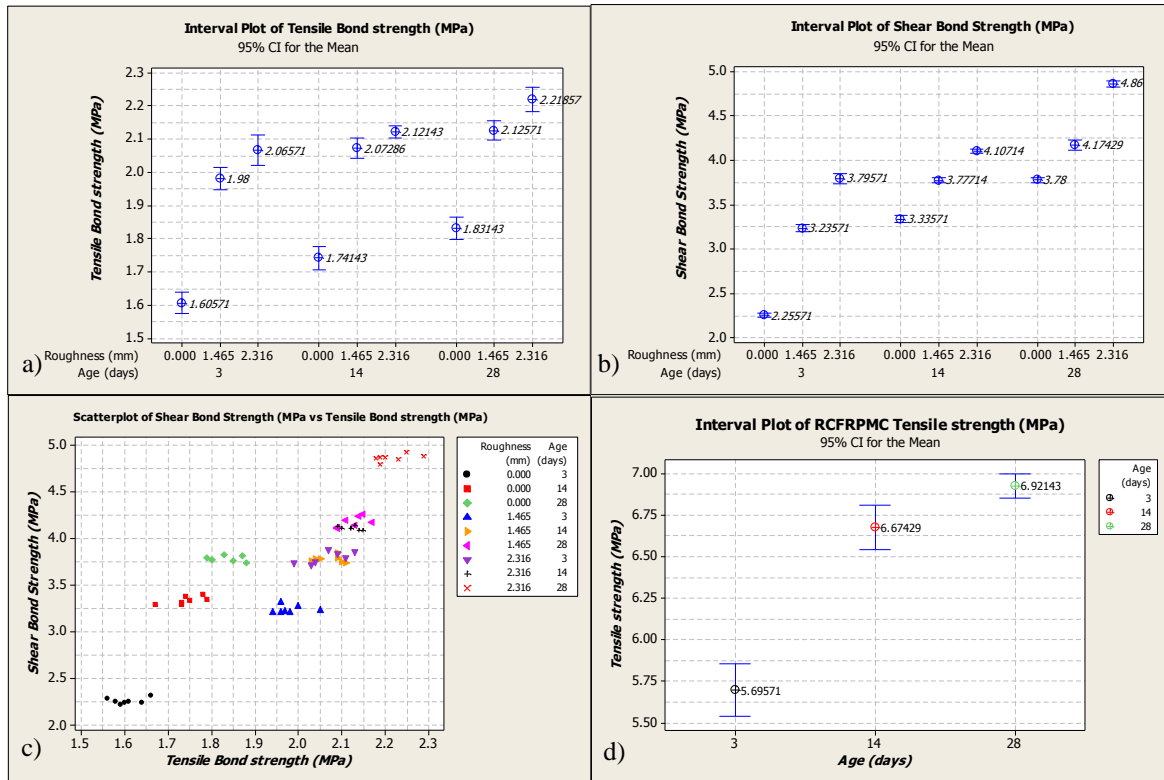 Interval Plot of Tensile Bond strength (MPa)
95% CI for the Mean
Tensile Bond strength (MPa)
2.3
2.2
2.1
2.0
1.9
1.8
1.7
1.6
1.5
1.60571
1.98
2.06571
1.74143
2.07286
2.12143
1.83143
2.12571
2.21857
Roughness (mm) 0.000 1.465 2.316 0.000 1.465 2.316 0.000 1.465 2.316
Age (days) 3 14 28
a)
Interval Plot of Shear Bond Strength (MPa)
95% CI for the Mean
Shear Bond Strength (MPa)
5.0
4.5
4.0
3.5
3.0
2.5
2.0
2.25571
3.23571
3.79571
3.33571
3.77714
4.10714
3.78
4.17429
4.86
Roughness (mm) 0.000 1.465 2.316 0.000 1.465 2.316 0.000 1.465 2.316
Age (days) 3 14 28
b)
Scatterplot of Shear Bond Strength (MPa vs Tensile Bond strength (MPa)
Shear Bond Strength (MPa)
5.0
4.5
4.0
3.5
3.0
2.5
2.0
1.5 1.6 1.7 1.8 1.9 2.0 2.1 2.2 2.3
Tensile Bond strength (MPa)
Roughness Age
(mm) (days)
0.000 3
0.000 14
0.000 28
1.465 3
1.465 14
1.465 28
2.316 3
2.316 14
2.316 28
c)
Interval Plot of RCFRPMC Tensile strength (MPa)
95% CI for the Mean
Tensile strength (MPa)
7.00
6.75
6.50
6.25
6.00
5.75
5.50
5.69571
6.67429
6.92143
3 14 28
Age (days)
Age
(days)
3
14
28
d)